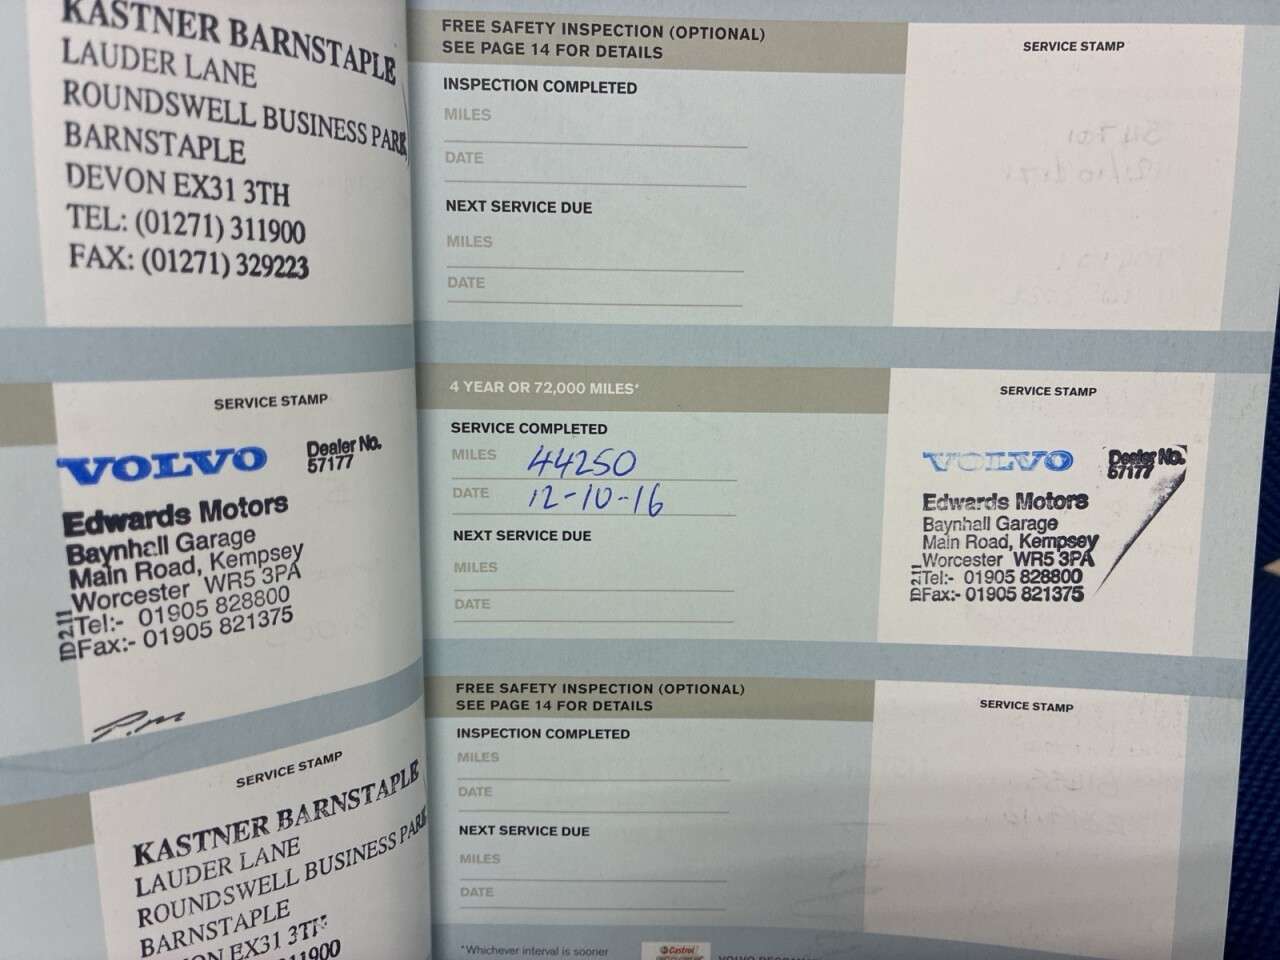 KASTNER BARNSTAPLE
LAUDER LANE
ROUNDSWELL BUSINESS PARK,
BARNSTAPLE
DEVON EX31 3TH
TEL: (01271) 311900
FAX: (01271) 329223
SERVICE STAMP
VOLVO
Dealer No.
57177
Edwards Motors
Baynhall Garage
Main Road, Kempsey
Worcester WR5 3PA
Tel:- 01905 828800
Fax:- 01905 821375
ID2.11
SERVICE STAMP
KASTNER BARNSTAPLE
LAUDER LANE
ROUNDSWELL BUSINESS PARK
BARNSTAPLE
ON EX31 3TH
11900
FREE SAFETY INSPECTION (OPTIONAL)
SEE PAGE 14 FOR DETAILS
SERVICE STAMP
INSPECTION COMPLETED
MILES
DATE
NEXT SERVICE DUE
MILES
DATE
4 YEAR OR 72,000 MILES*
SERVICE STAMP
SERVICE COMPLETED
MILES 44250
DATE 12-10-16
NEXT SERVICE DUE
MILES
DATE
VOLVO
Dealer No.
57177
Edwards Motors
Baynhall Garage
Main Road, Kempsey
Worcester WR5 3PA
Tel:- 01905 828800
Fax:- 01905 821375
FREE SAFETY INSPECTION (OPTIONAL)
SEE PAGE 14 FOR DETAILS
SERVICE STAMP
INSPECTION COMPLETED
MILES
DATE
NEXT SERVICE DUE
MILES
DATE
*Whichever interval is sooner
Castrol